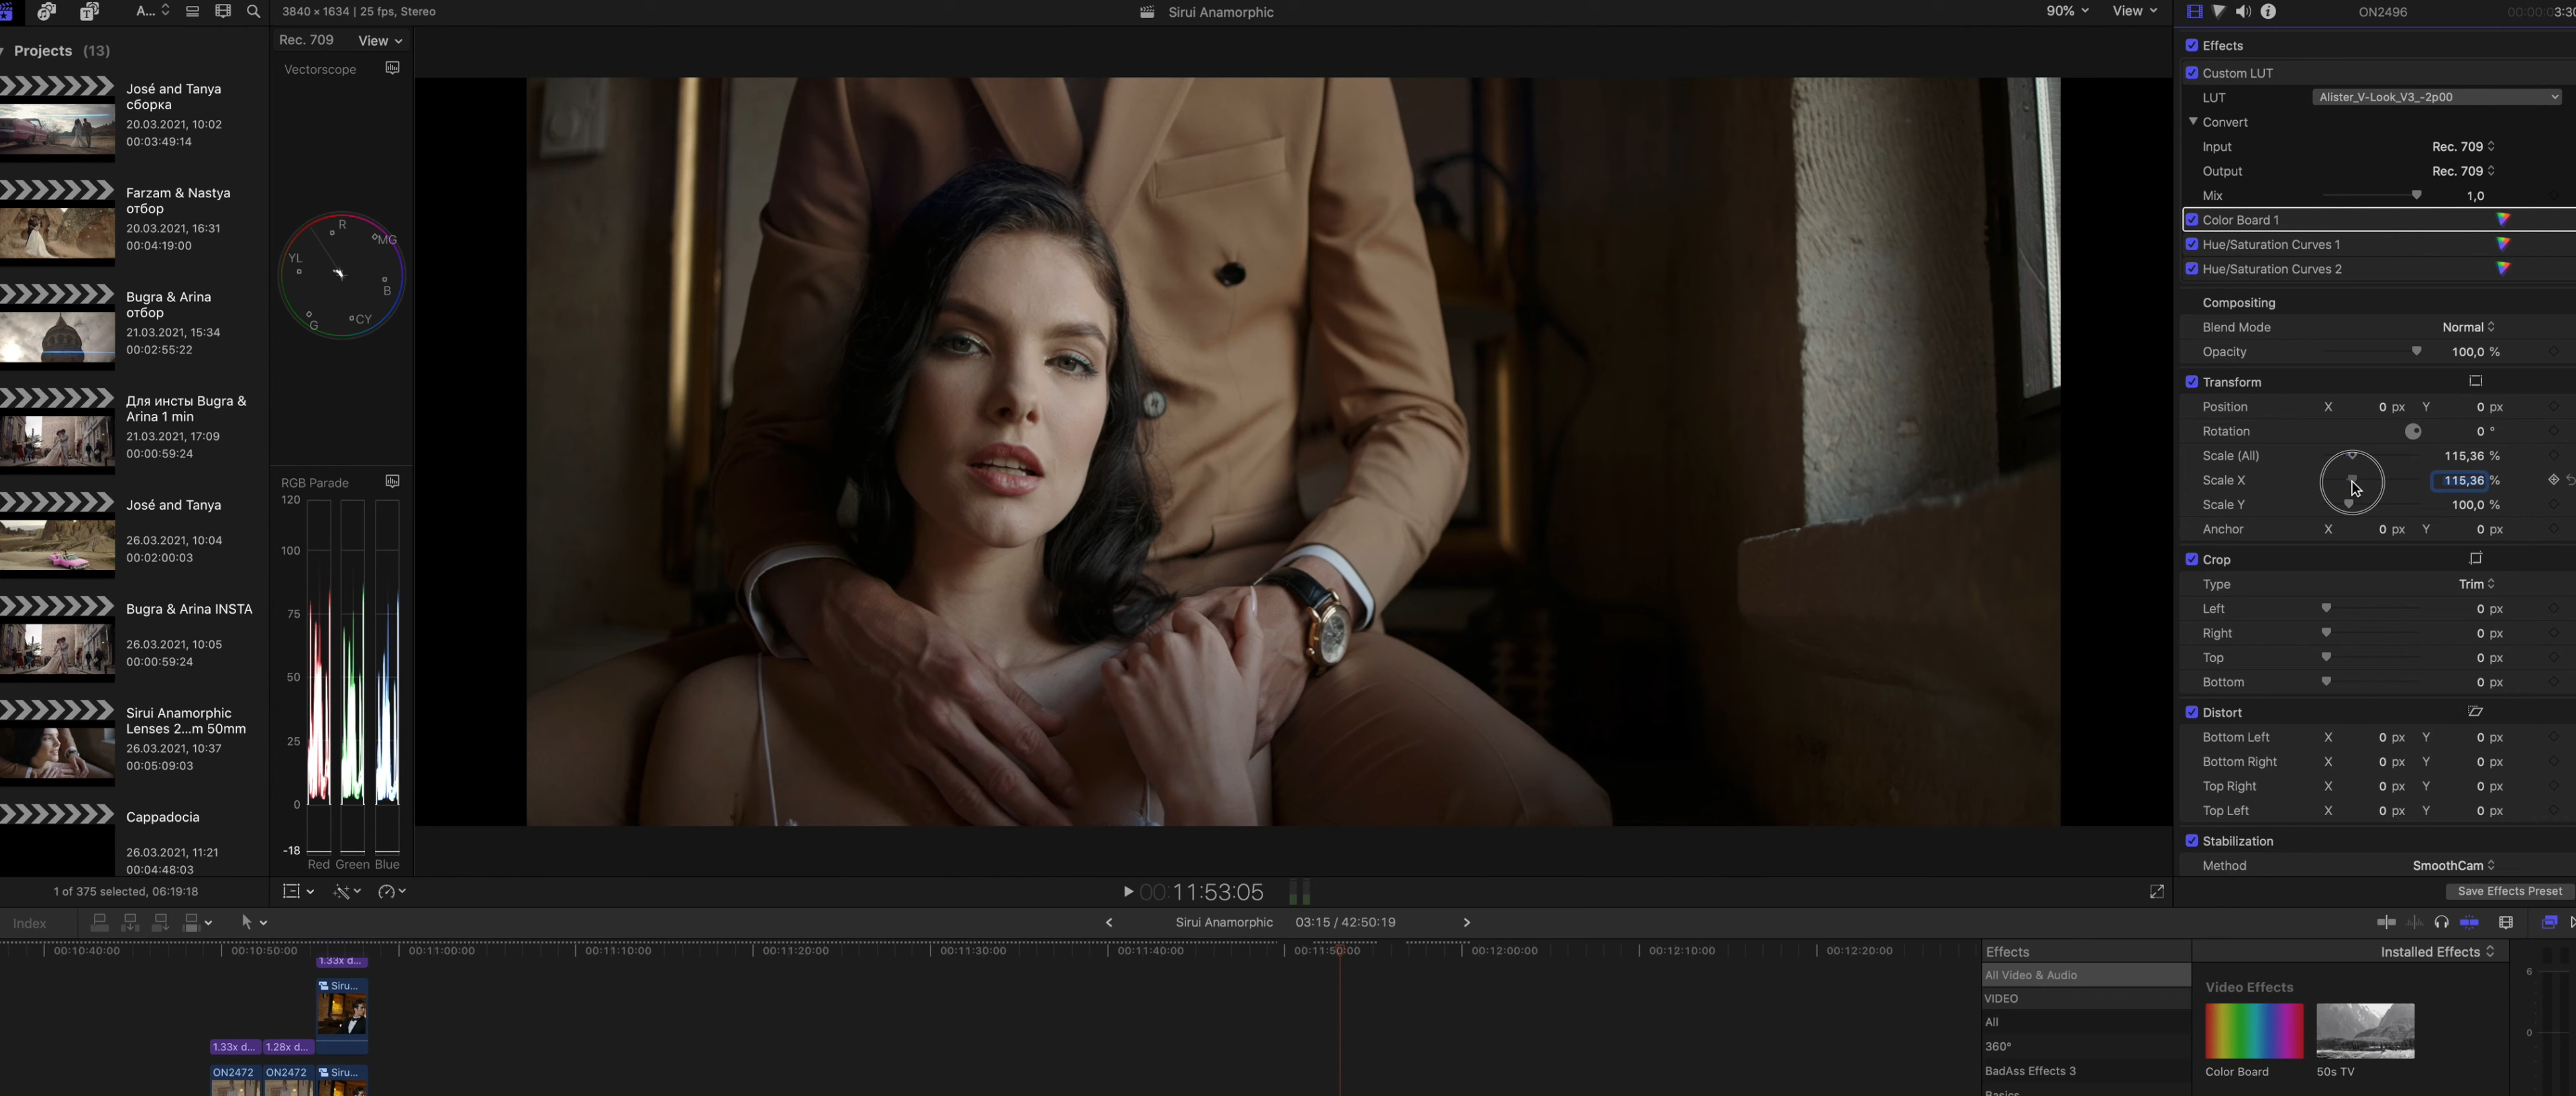 A...
3840 × 1634 | 25 fps, Stereo
Sirui Anamorphic
90%
View
ON2496
00:00:03:30
Projects (13)
José and Tanya
сборка
20.03.2021, 10:02
00:03:49:14
Farzam & Nastya
отбор
20.03.2021, 16:31
00:04:19:00
Bugra & Arina
отбор
21.03.2021, 15:34
00:02:55:22
Для инсты Bugra &
Arina 1 min
21.03.2021, 17:09
00:00:59:24
José and Tanya
26.03.2021, 10:04
00:02:00:03
Bugra & Arina INSTA
26.03.2021, 10:05
00:00:59:24
Sirui Anamorphic
Lenses 2...m 50mm
26.03.2021, 10:37
00:05:09:03
Cappadocia
26.03.2021, 11:21
00:04:48:03
1 of 375 selected, 06:19:18
Rec. 709
View
Vectorscope
R
MG
YL
B
G
CY
RGB Parade
120
100
75
50
25
0
-18
Red Green Blue
Effects
Custom LUT
LUT Alister_V-Look_V3_-2p00
Convert
Input Rec. 709
Output Rec. 709
Mix 1,0
Color Board 1
Hue/Saturation Curves 1
Hue/Saturation Curves 2
Compositing
Blend Mode Normal
Opacity 100,0 %
Transform
Position X 0 px Y 0 px
Rotation 0 °
Scale (All) 115,36 %
Scale X 115,36 %
Scale Y 100,0 %
Anchor X 0 px Y 0 px
Crop
Type Trim
Left 0 px
Right 0 px
Top 0 px
Bottom 0 px
Distort
Bottom Left X 0 px Y 0 px
Bottom Right X 0 px Y 0 px
Top Right X 0 px Y 0 px
Top Left X 0 px Y 0 px
Stabilization
Method SmoothCam
Save Effects Preset
00:11:53:05
Index
Sirui Anamorphic 03:15 / 42:50:19
00:10:40:00 00:10:50:00 00:11:00:00 00:11:10:00 00:11:20:00 00:11:30:00 00:11:40:00 00:11:50:00 00:12:00:00 00:12:10:00 00:12:20:00
1.33x d...
Siru...
1.33x d... 1.28x d...
ON2472 ON2472 Siru...
Effects
Installed Effects
All Video & Audio
VIDEO
All
360°
BadAss Effects 3
Basics
Video Effects
Color Board
50s TV
6
0